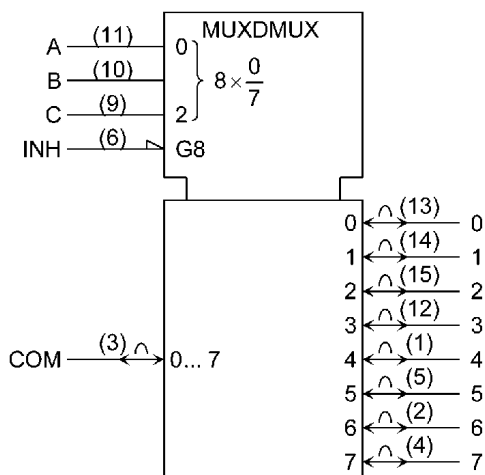 MUXDMUX
A (11) 0
B (10) 8 × 0/7
C (9) 2
INH (6) G8
0 ∩ (13) 0
1 ∩ (14) 1
2 ∩ (15) 2
3 ∩ (12) 3
COM (3) ∩ 0... 7 4 ∩ (1) 4
5 ∩ (5) 5
6 ∩ (2) 6
7 ∩ (4) 7